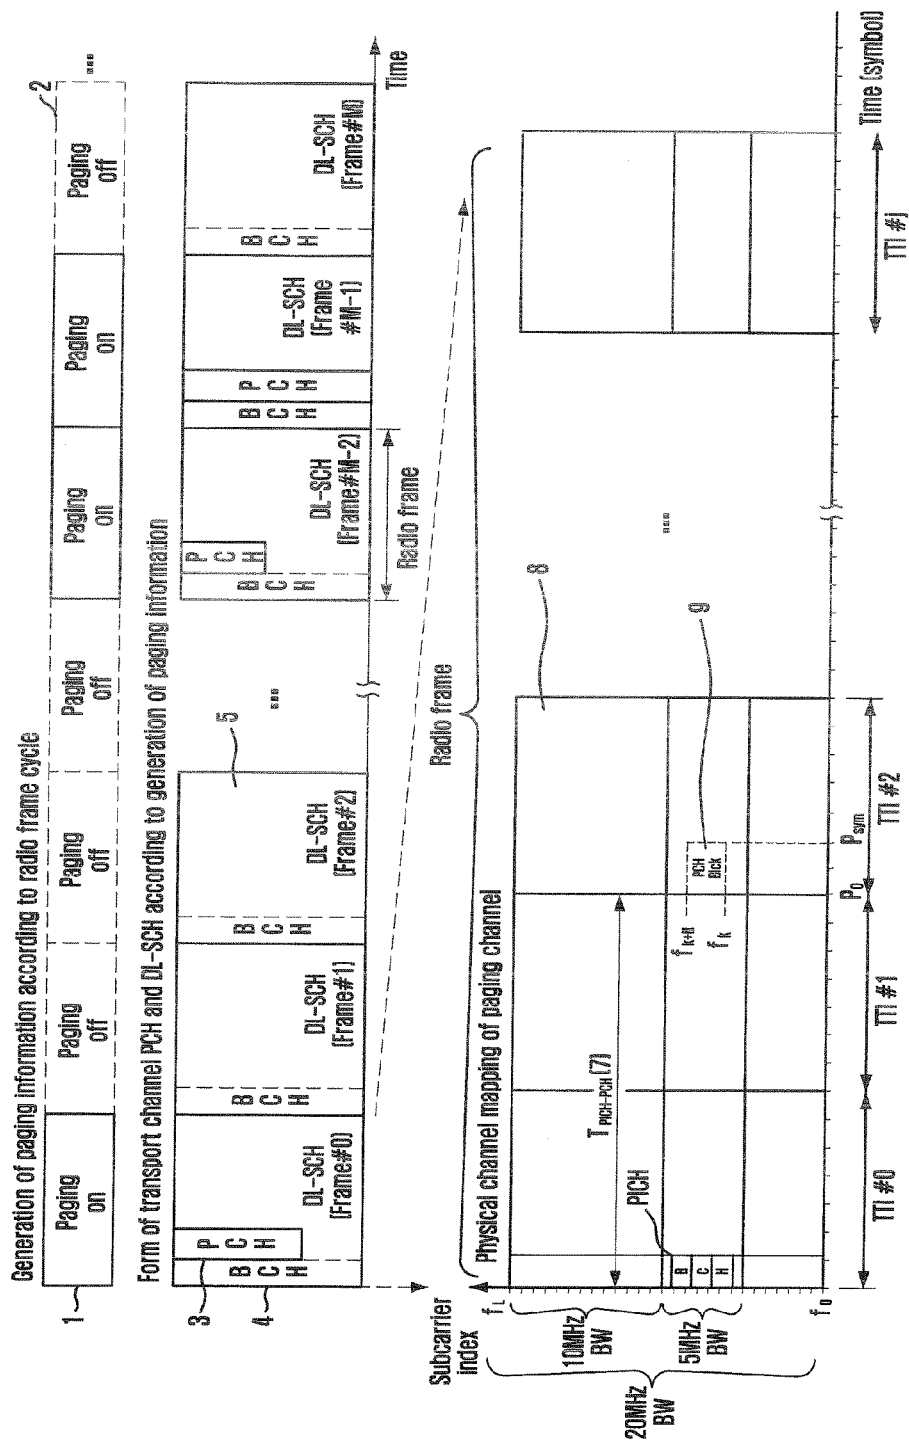 Generation of paging information according to radio frame cycle
1
Paging
on
Paging
off
Paging
off
Paging
off
Paging
on
Paging
on
Paging
off
2
...
Form of transport channel PCH and DL-SCH according to generation of paging information
3
4
B
C
H
P
C
H
DL-SCH
(Frame#0)
B
C
H
DL-SCH
(Frame#1)
B
C
H
DL-SCH
(Frame#2)
5
...
B
C
H
P
C
H
DL-SCH
(Frame#M-2)
B
C
H
P
C
H
DL-SCH
(Frame
#M-1)
B
C
H
DL-SCH
(Frame#M)
Time
Radio frame
Radio frame
Physical channel mapping of paging channel
Subcarrier
index
f L
10MHz
BW
5MHz
BW
20MHz
BW
f 0
PICH
B
C
H
T PICH-PCH (7)
f k+N
f k
PCH
Blck
8
9
...
P0
Psym
TTI #0
TTI #1
TTI #2
TTI #j
Time (symbol)